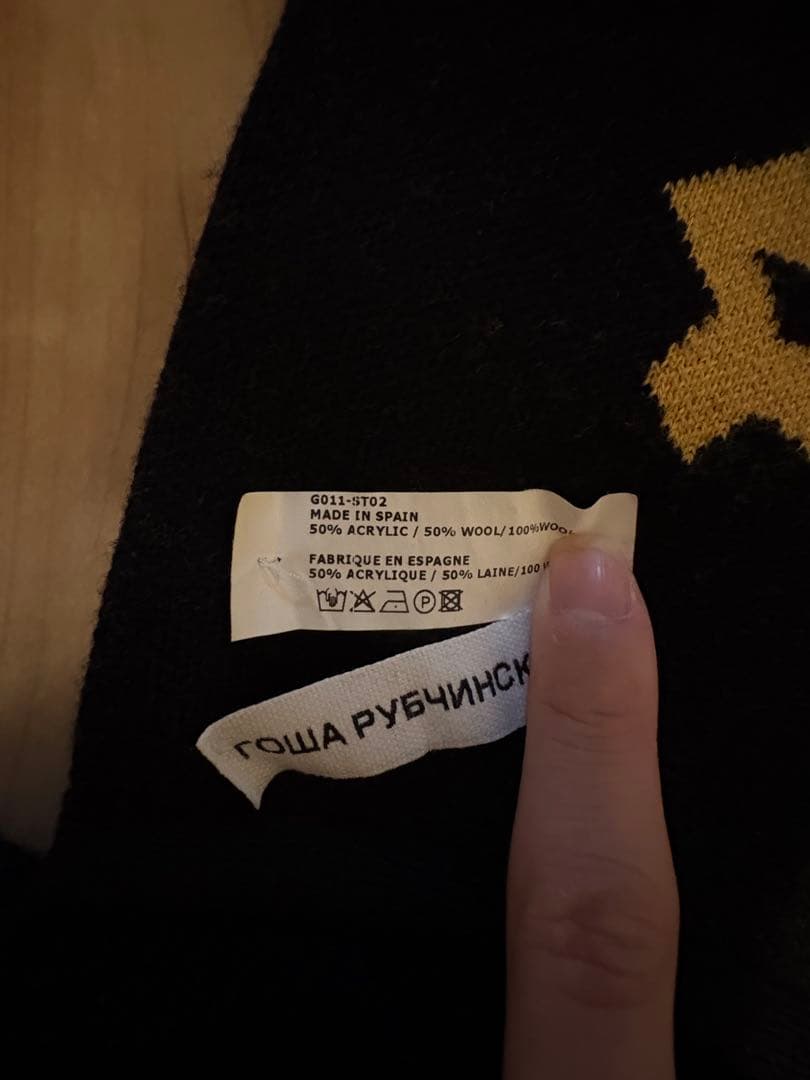 G011-ST02
MADE IN SPAIN
50% ACRYLIC / 50% WOOL/100%WOOL
FABRIQUE EN ESPAGNE
50% ACRYLIQUE / 50% LAINE/100
P
ГОША РУБЧИНСК